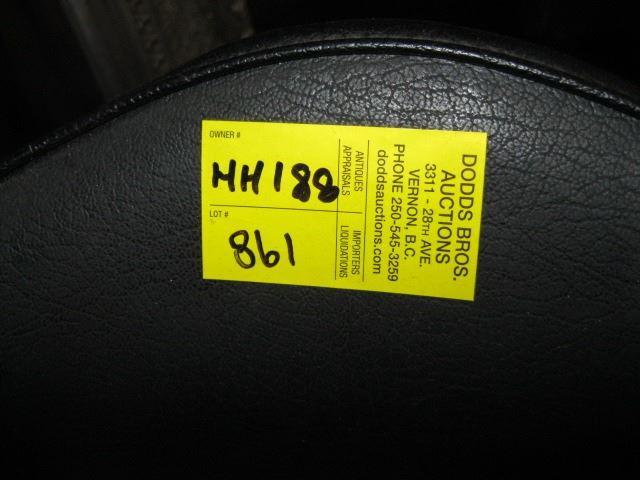 OWNER #
HH188
LOT #
861
ANTIQUES
APPRAISALS
IMPORTERS
LIQUIDATIONS
DODDS BROS.
AUCTIONS
3311 - 28TH AVE.
VERNON, B.C.
PHONE 250-545-3259
doddsauctions.com